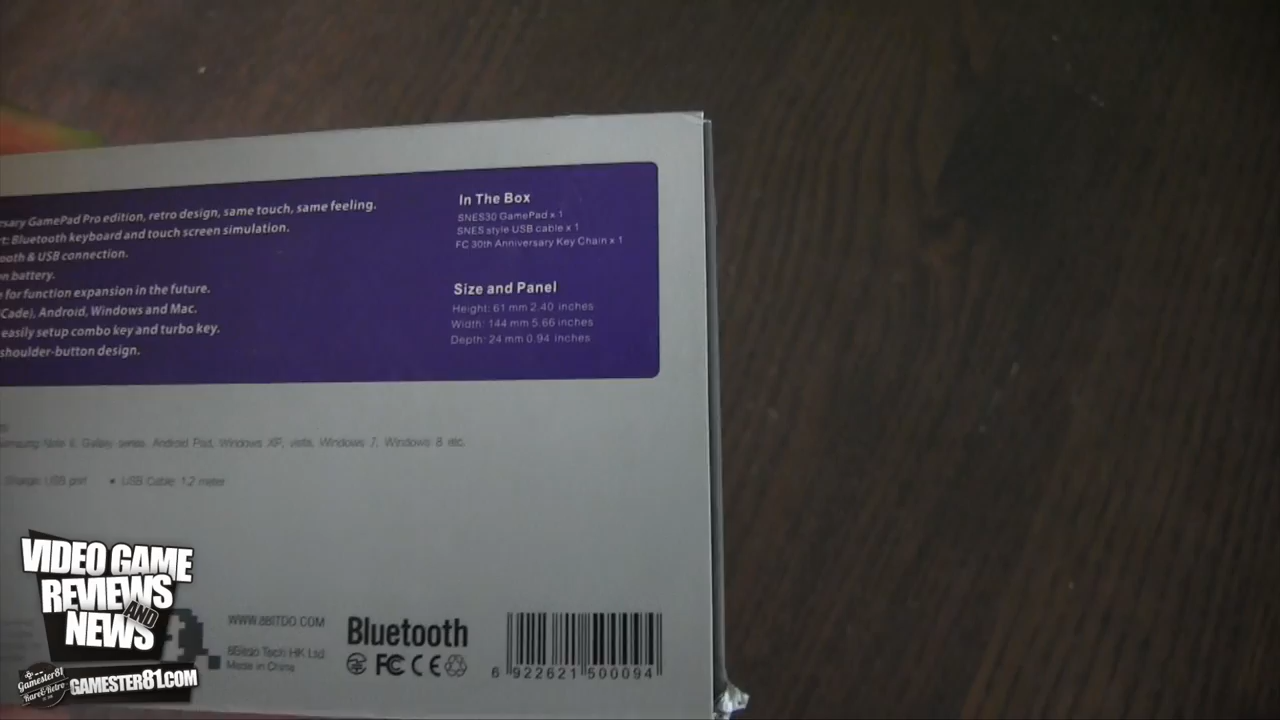 sary GamePad Pro edition, retro design, same touch, same feeling.
t: Bluetooth keyboard and touch screen simulation.
ooth & USB connection.
n battery.
e for function expansion in the future.
Cade), Android, Windows and Mac.
easily setup combo key and turbo key.
shoulder-button design.
In The Box
SNES30 GamePad x 1
SNES style USB cable x 1
FC 30th Anniversary Key Chain x 1
Size and Panel
Height: 61 mm 2.40 inches
Width: 144 mm 5.66 inches
Depth: 24 mm 0.94 inches
Galaxy series, Android Pad, Windows XP, vista, Windows 7, Windows 8 etc.
Charge: USB port • USB Cable: 1.2 meter
WWW.8BITDO.COM
8Bitdo Tech HK Ltd
Made in China
Bluetooth
FC CE
6 922621 500094
VIDEO GAME
REVIEWS
AND
NEWS
Gamester81
Rare & Retro
GAMESTER81.COM